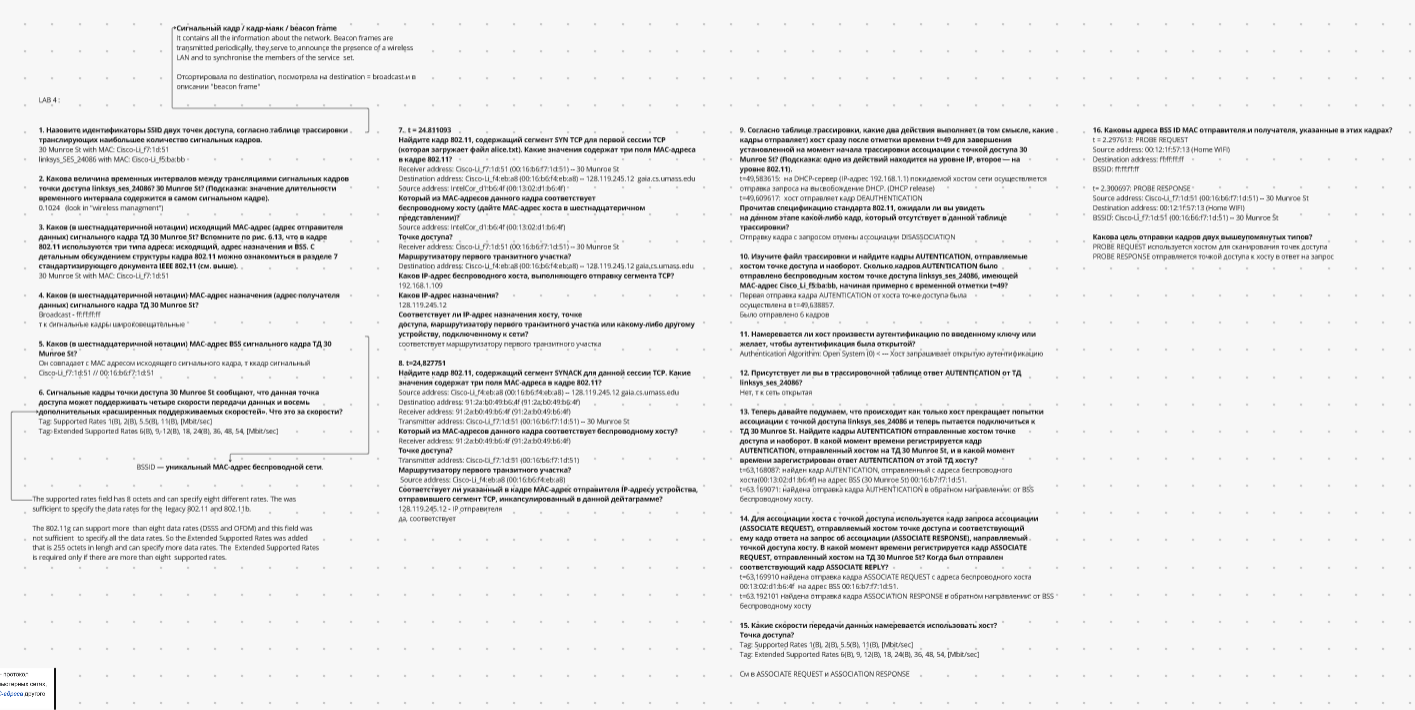 Сигнальный кадр / кадр-маяк / beacon frame
It contains all the information about the network. Beacon frames are
transmitted periodically, they serve to announce the presence of a wireless
LAN and to synchronise the members of the service set.
Отсортировала по destination, посмотрела на destination = broadcast и в
описании "beacon frame"
LAB 4 :
1. Назовите идентификаторы SSID двух точек доступа, согласно таблице трассировки
транслирующих наибольшее количество сигнальных кадров.
30 Munroe St with MAC: Cisco-Li_f7:1d:51
linksys_SES_24086 with MAC: Cisco-Li_f5:ba:bb
2. Какова величина временных интервалов между трансляциями сигнальных кадров
точки доступа linksys_ses_24086? 30 Munroe St? (Подсказка: значение длительности
временного интервала содержится в самом сигнальном кадре).
0.1024 (look in "wireless managment")
3. Каков (в шестнадцатеричной нотации) исходящий MAC-адрес (адрес отправителя
данных) сигнального кадра ТД 30 Munroe St? Вспомните по рис. 6.13, что в кадре
802.11 используются три типа адреса: исходящий, адрес назначения и BSS. С
детальным обсуждением структуры кадра 802.11 можно ознакомиться в разделе 7
стандартизирующего документа IEEE 802.11 (см. выше).
30 Munroe St with MAC: Cisco-Li_f7:1d:51
4. Каков (в шестнадцатеричной нотации) MAC-адрес назначения (адрес получателя
данных) сигнального кадра ТД 30 Munroe St?
Broadcast - ff:ff:ff:ff
т к сигнальные кадры широковещательные
5. Каков (в шестнадцатеричной нотации) MAC-адрес BSS сигнального кадра ТД 30
Munroe St?
Он совпадает с MAC адресом исходящего сигнального кадра, т ккадр сигнальный
Cisco-Li_f7:1d:51 // 00:16:b6:f7:1d:51
6. Сигнальные кадры точки доступа 30 Munroe St сообщают, что данная точка
доступа может поддерживать четыре скорости передачи данных и восемь
дополнительных «расширенных поддерживаемых скоростей». Что это за скорости?
Tag: Supported Rates 1(B), 2(B), 5.5(B), 11(B), [Mbit/sec]
Tag: Extended Supported Rates 6(B), 9,-12(B), 18, 24(B), 36, 48, 54, [Mbit/sec]
BSSID — уникальный MAC-адрес беспроводной сети.
The supported rates field has 8 octets and can specify eight different rates. The was
sufficient to specify the data rates for the legacy 802.11 and 802.11b.
The 802.11g can support more than eight data rates (DSSS and OFDM) and this field was
not sufficient to specify all the data rates. So the Extended Supported Rates was added
that is 255 octets in lengh and can specify more data rates. The Extended Supported Rates
is required only if there are more than eight supported rates.
7.. t = 24.811093
Найдите кадр 802.11, содержащий сегмент SYN TCP для первой сессии TCP
(которая загружает файл alice.txt). Какие значения содержат три поля MAC-адреса
в кадре 802.11?
Receiver address: Cisco-Li_f7:1d:51 (00:16:b6:f7:1d:51) -- 30 Munroe St
Destination address: Cisco-Li_f4:eb:a8 (00:16:b6:f4:eb:a8) -- 128.119.245.12 gaia.cs.umass.edu
Source address: IntelCor_d1:b6:4f (00:13:02:d1:b6:4f)
Который из MAC-адресов данного кадра соответствует
беспроводному хосту (дайте MAC-адрес хоста в шестнадцатеричном
представлении)?
Source address: IntelCor_d1:b6:4f (00:13:02:d1:b6:4f)
Точке доступа?
Receiver address: Cisco-Li_f7:1d:51 (00:16:b6:f7:1d:51) -- 30 Munroe St
Маршрутизатору первого транзитного участка?
Destination address: Cisco-Li_f4:eb:a8 (00:16:b6:f4:eb:a8) -- 128.119.245.12 gaia.cs.umass.edu
Каков IP-адрес беспроводного хоста, выполняющего отправку сегмента TCP?
192.168.1.109
Каков IP-адрес назначения?
128.119.245.12
Соответствует ли IP-адрес назначения хосту, точке
доступа, маршрутизатору первого транзитного участка или какому-либо другому
устройству, подключенному к сети?
соответствует маршрутизатору первого транзитного участка
8. t=24,827751
Найдите кадр 802.11, содержащий сегмент SYNACK для данной сессии TCP. Какие
значения содержат три поля MAC-адреса в кадре 802.11?
Source address: Cisco-Li_f4:eb:a8 (00:16:b6:f4:eb:a8) -- 128.119.245.12 gaia.cs.umass.edu
Destination address: 91:2a:b0:49:b6:4f (91:2a:b0:49:b6:4f)
Receiver address: 91:2a:b0:49:b6:4f (91:2a:b0:49:b6:4f)
Transmitter address: Cisco-Li_f7:1d:51 (00:16:b6:f7:1d:51) -- 30 Munroe St
Который из MAC-адресов данного кадра соответствует беспроводному хосту?
Receiver address: 91:2a:b0:49:b6:4f (91:2a:b0:49:b6:4f)
Точке доступа?
Transmitter address: Cisco-Li_f7:1d:51 (00:16:b6:f7:1d:51)
Маршрутизатору первого транзитного участка?
Source address: Cisco-Li_f4:eb:a8 (00:16:b6:f4:eb:a8)
Соответствует ли указанный в кадре MAC-адрес отправителя IP-адресу устройства,
отправившего сегмент TCP, инкапсулированный в данной дейтаграмме?
128.119.245.12 - IP отправителя
да, соответствует
9. Согласно таблице трассировки, какие два действия выполняет (в том смысле, какие
кадры отправляет) хост сразу после отметки времени t=49 для завершения
установленной на момент начала трассировки ассоциации с точкой доступа 30
Munroe St? (Подсказка: одно из действий находится на уровне IP, второе — на
уровне 802.11).
t=49,583615: на DHCP-сервер (IP-адрес 192.168.1.1) покидаемой хостом сети осуществляется
отправка запроса на высвобождение DHCP. (DHCP release)
t=49,609617: хост отправляет кадр DEAUTHENTICATION
Прочитав спецификацию стандарта 802.11, ожидали ли вы увидеть
на данном этапе какой-либо кадр, который отсутствует в данной таблице
трассировки?
Отправку кадра с запросом отмены ассоциации DISASSOCIATION
10. Изучите файл трассировки и найдите кадры AUTENTICATION, отправляемые
хостом точке доступа и наоборот. Сколько кадров AUTENTICATION было
отправлено беспроводным хостом точке доступа linksys_ses_24086, имеющей
MAC-адрес Cisco_Li_f5:ba:bb, начиная примерно с временной отметки t=49?
Первая отправка кадра AUTENTICATION от хоста точке доступа была
осуществлена в t=49,638857.
Было отправлено 6 кадров
11. Намеревается ли хост произвести аутентификацию по введенному ключу или
желает, чтобы аутентификация была открытой?
Authentication Algorithm: Open System (0) < --- Хост запрашивает открытую аутентификацию
12. Присутствует ли вы в трассировочной таблице ответ AUTENTICATION от ТД
linksys_ses_24086?
Нет, т к сеть открытая
13. Теперь давайте подумаем, что происходит как только хост прекращает попытки
ассоциации с точкой доступа linksys_ses_24086 и теперь пытается подключиться к
ТД 30 Munroe St. Найдите кадры AUTENTICATION отправленные хостом точке
доступа и наоборот. В какой момент времени регистрируется кадр
AUTENTICATION, отправленный хостом на ТД 30 Munroe St, и в какой момент
времени зарегистрирован ответ AUTENTICATION от этой ТД хосту?
t=63,168087: найден кадр AUTENTICATION, отправленный с адреса беспроводного
хоста(00:13:02:d1:b6:4f) на адрес BSS (30 Munroe St) 00:16:b7:f7:1d:51.
t=63.169071: найдена отправка кадра AUTHENTICATION в обратном направлении: от BSS
беспроводному хосту.
14. Для ассоциации хоста с точкой доступа используется кадр запроса ассоциации
(ASSOCIATE REQUEST), отправляемый хостом точке доступа и соответствующий
ему кадр ответа на запрос об ассоциации (ASSOCIATE RESPONSE), направляемый
точкой доступа хосту. В какой момент времени регистрируется кадр ASSOCIATE
REQUEST, отправленный хостом на ТД 30 Munroe St? Когда был отправлен
соответствующий кадр ASSOCIATE REPLY?
t=63,169910 найдена отправка кадра ASSOCIATE REQUEST с адреса беспроводного хоста
00:13:02:d1:b6:4f на адрес BSS 00:16:b7:f7:1d:51.
t=63.192101 найдена отправка кадра ASSOCIATION RESPONSE в обратном направлении: от BSS
беспроводному хосту
15. Какие скорости передачи данных намеревается использовать хост?
Точка доступа?
Tag: Supported Rates 1(B), 2(B), 5.5(B), 11(B), [Mbit/sec]
Tag: Extended Supported Rates 6(B), 9, 12(B), 18, 24(B), 36, 48, 54, [Mbit/sec]
См в ASSOCIATE REQUEST и ASSOCIATION RESPONSE
16. Каковы адреса BSS ID MAC отправителя и получателя, указанные в этих кадрах?
t = 2.297613: PROBE REQUEST
Source address: 00:12:1f:57:13 (Home WIFI)
Destination address: ff:ff:ff:ff
BSSID: ff:ff:ff:ff
t= 2.300697: PROBE RESPONSE
Source address: Cisco-Li_f7:1d:51 (00:16:b6:f7:1d:51) -- 30 Munroe St
Destination address: 00:12:1f:57:13 (Home WIFI)
BSSID: Cisco-Li_f7:1d:51 (00:16:b6:f7:1d:51) -- 30 Munroe St
Какова цель отправки кадров двух вышеупомянутых типов?
PROBE REQUEST используется хостом для сканирования точек доступа
PROBE RESPONSE отправляется точкой доступа к хосту в ответ на запрос
протокол
другого